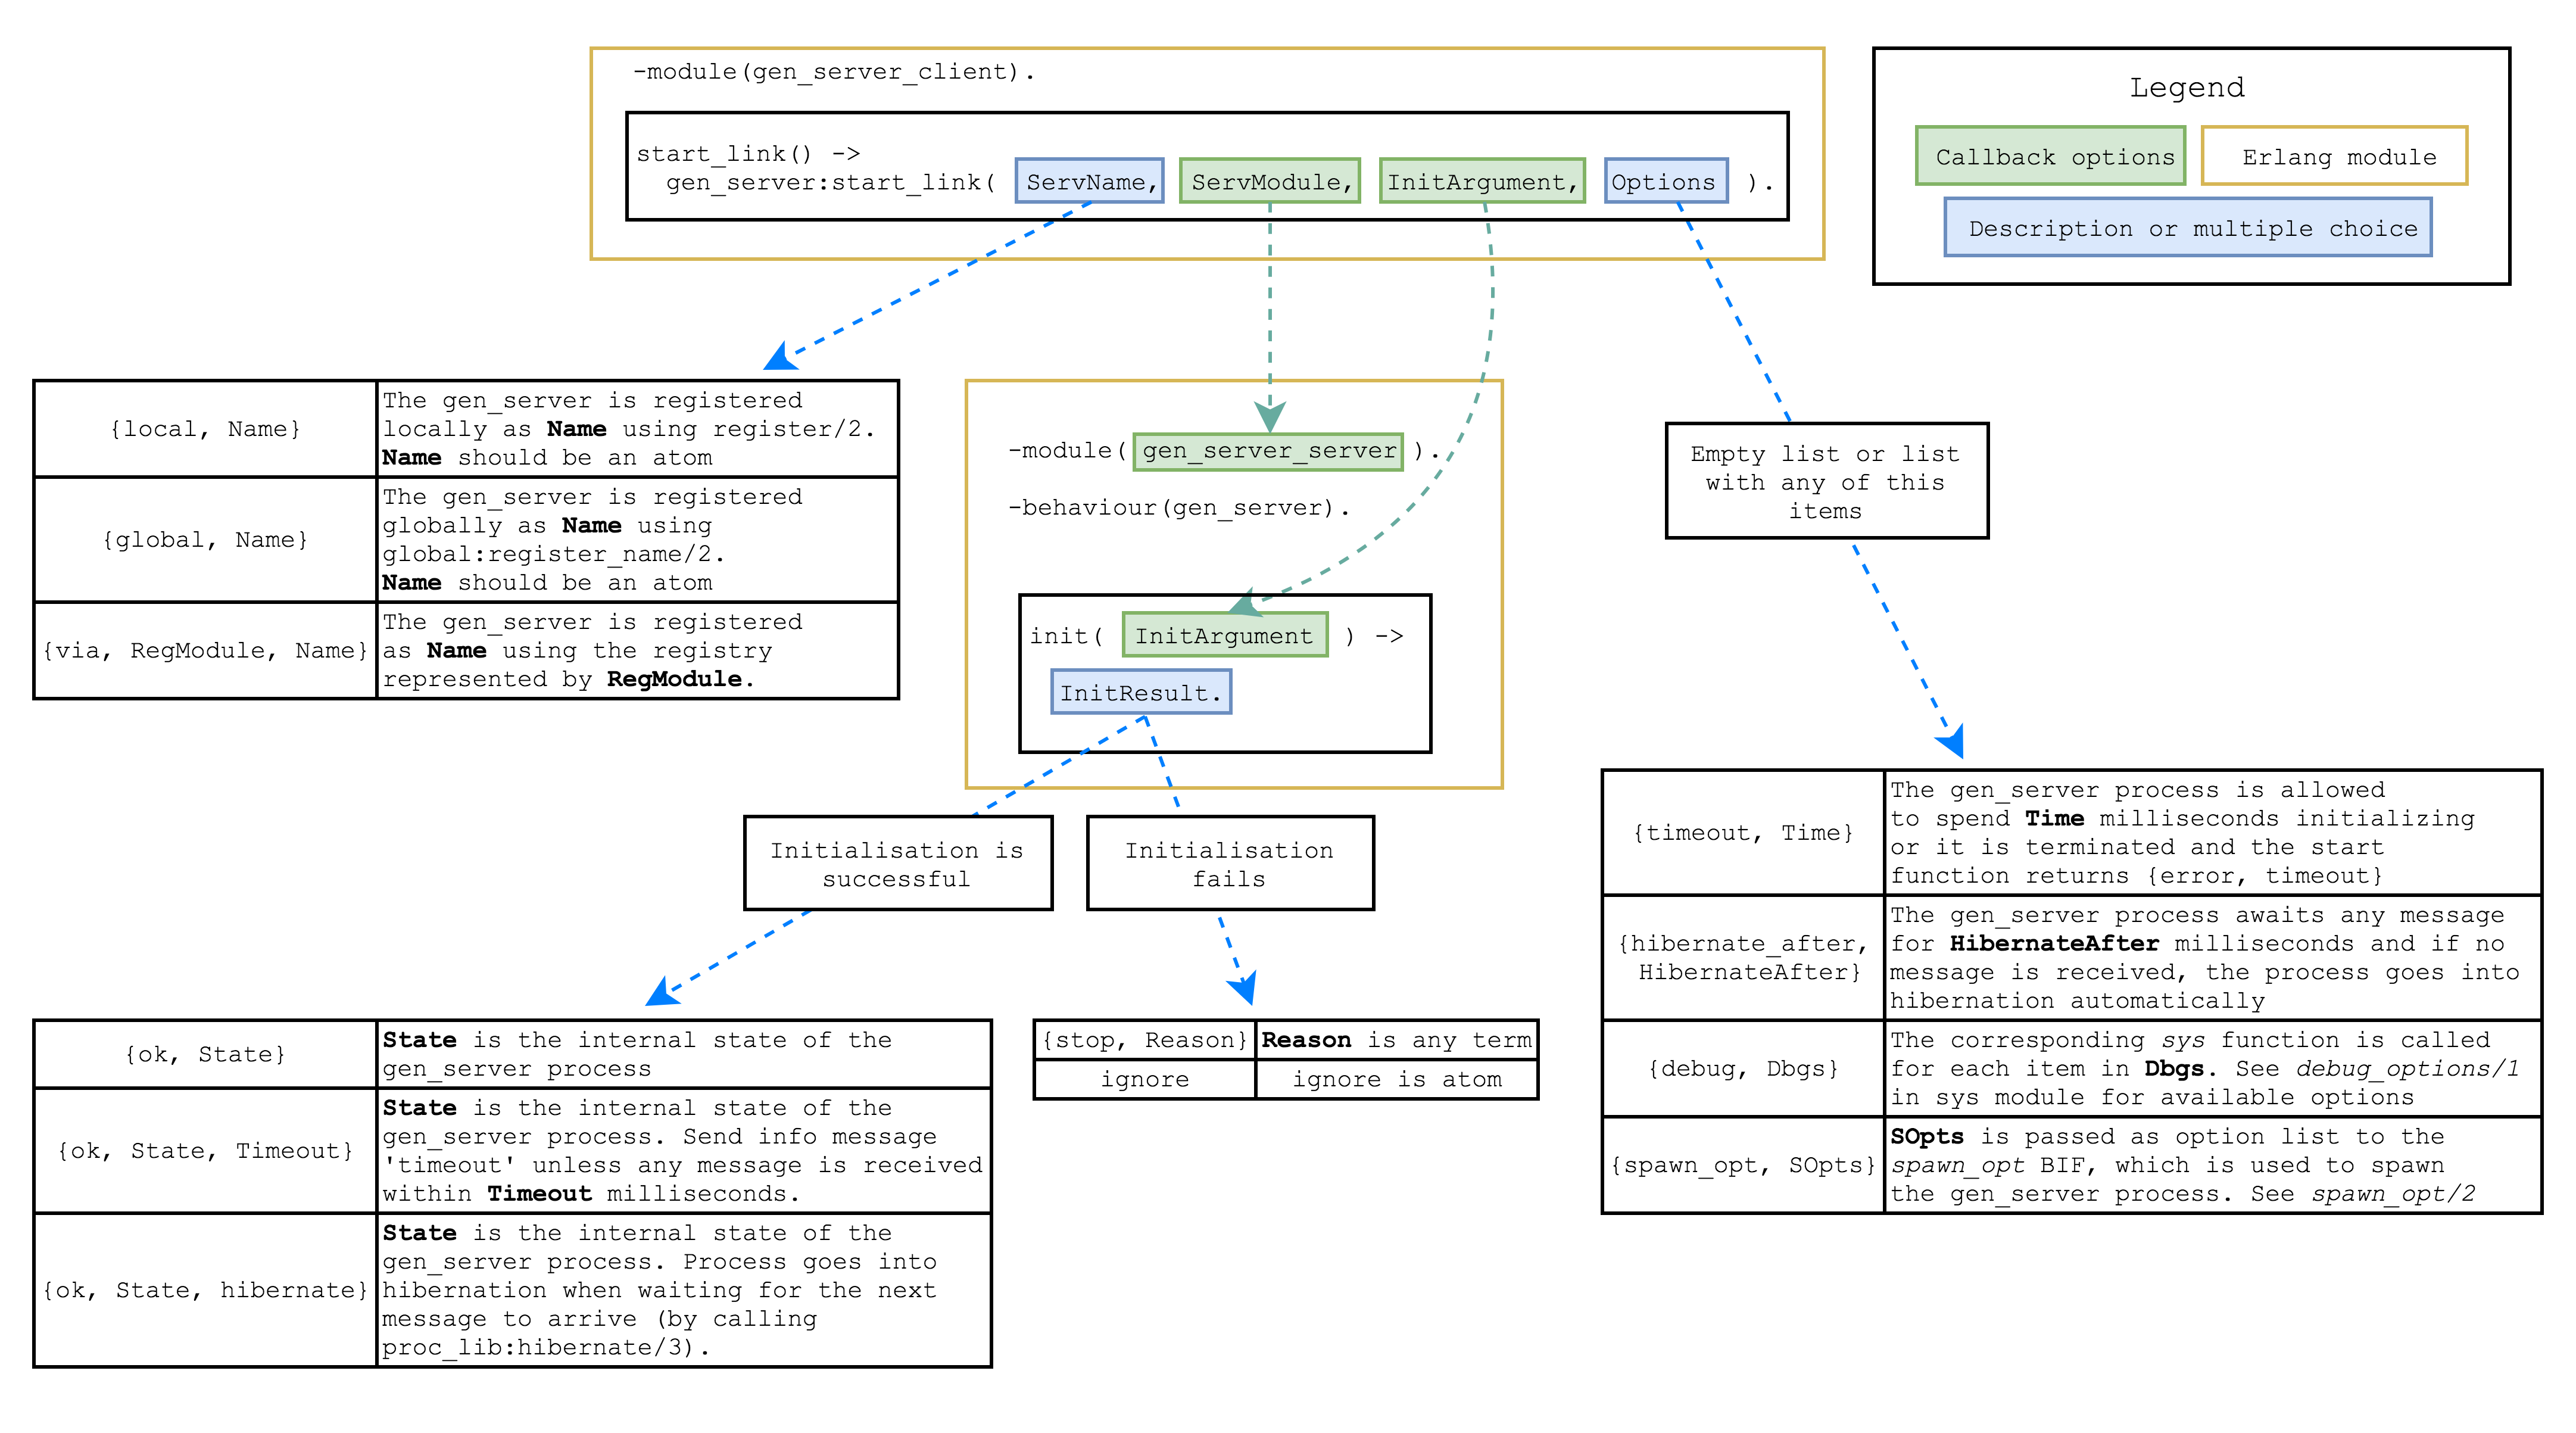 -module(gen_server_client).
start_link() ->
gen_server:start_link( ServName, ServModule, InitArgument, Options ).
Legend
Callback options
Erlang module
Description or multiple choice
{local, Name}
The gen_server is registered
locally as Name using register/2.
Name should be an atom
{global, Name}
The gen_server is registered
globally as Name using
global:register_name/2.
Name should be an atom
{via, RegModule, Name}
The gen_server is registered
as Name using the registry
represented by RegModule.
-module( gen_server_server ).
-behaviour(gen_server).
init( InitArgument ) ->
InitResult.
Empty list or list
with any of this
items
Initialisation is
successful
Initialisation
fails
{ok, State}
State is the internal state of the
gen_server process
{ok, State, Timeout}
State is the internal state of the
gen_server process. Send info message
'timeout' unless any message is received
within Timeout milliseconds.
{ok, State, hibernate}
State is the internal state of the
gen_server process. Process goes into
hibernation when waiting for the next
message to arrive (by calling
proc_lib:hibernate/3).
{stop, Reason}
Reason is any term
ignore
ignore is atom
{timeout, Time}
The gen_server process is allowed
to spend Time milliseconds initializing
or it is terminated and the start
function returns {error, timeout}
{hibernate_after,
HibernateAfter}
The gen_server process awaits any message
for HibernateAfter milliseconds and if no
message is received, the process goes into
hibernation automatically
{debug, Dbgs}
The corresponding sys function is called
for each item in Dbgs. See debug_options/1
in sys module for available options
{spawn_opt, SOpts}
SOpts is passed as option list to the
spawn_opt BIF, which is used to spawn
the gen_server process. See spawn_opt/2